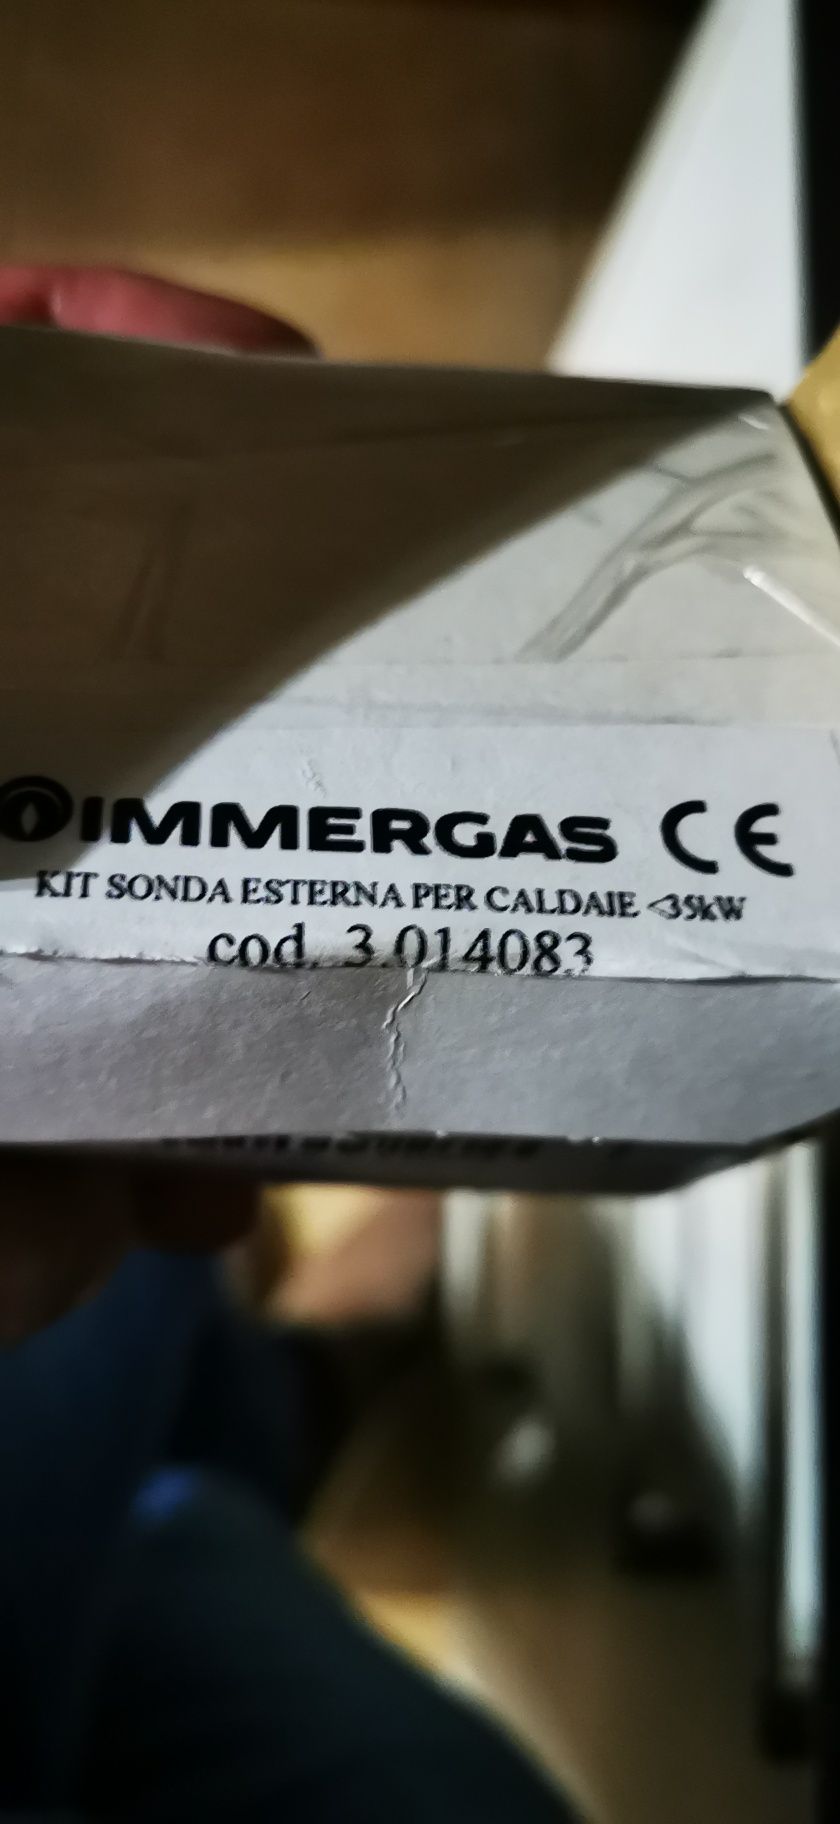 IMMERGAS CE
KIT SONDA ESTERNA PER CALDAIE <35kW
cod. 3.014083